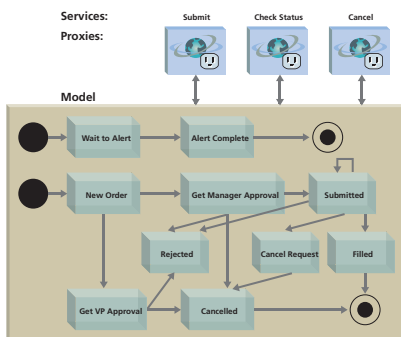 Services: Submit Check Status Cancel
Proxies:
Model
Wait to Alert Alert Complete
New Order Get Manager Approval Submitted
Rejected Cancel Request Filled
Get VP Approval Cancelled